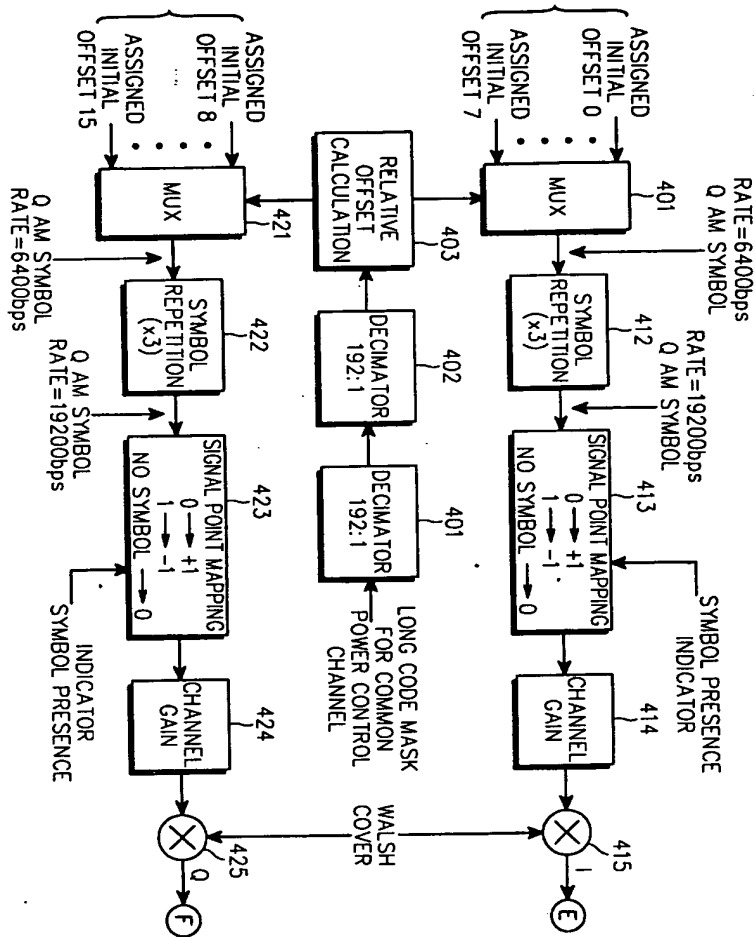 ASSIGNED
INITIAL
OFFSET 0
ASSIGNED
INITIAL
OFFSET 7
MUX
401
Q AM SYMBOL
RATE=6400bps
SYMBOL
REPETITION
(x3)
412
Q AM SYMBOL
RATE=19200bps
SIGNAL POINT MAPPING
0 → +1
1 → -1
NO SYMBOL → 0
413
SYMBOL PRESENCE
INDICATOR
CHANNEL
GAIN
414
415
I
E
RELATIVE
OFFSET
CALCULATION
403
DECIMATOR
192:1
402
DECIMATOR
192:1
401
LONG CODE MASK
FOR COMMON
POWER CONTROL
CHANNEL
WALSH
COVER
ASSIGNED
INITIAL
OFFSET 8
ASSIGNED
INITIAL
OFFSET 15
MUX
421
Q AM SYMBOL
RATE=6400bps
SYMBOL
REPETITION
(x3)
422
Q AM SYMBOL
RATE=19200bps
SIGNAL POINT MAPPING
0 → +1
1 → -1
NO SYMBOL → 0
423
INDICATOR
SYMBOL PRESENCE
CHANNEL
GAIN
424
425
Q
F